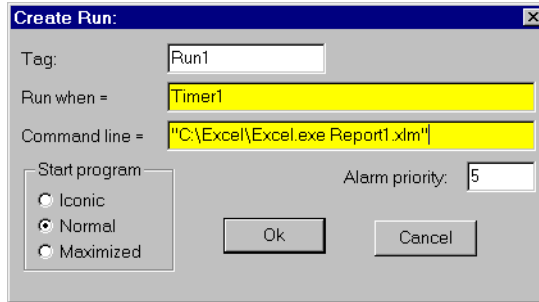 Create Run:
Tag: Run1
Run when = Timer1
Command line = "C:\Excel\Excel.exe Report1.xlm"
Start program
Alarm priority: 5
Iconic
Normal
Maximized
Ok
Cancel